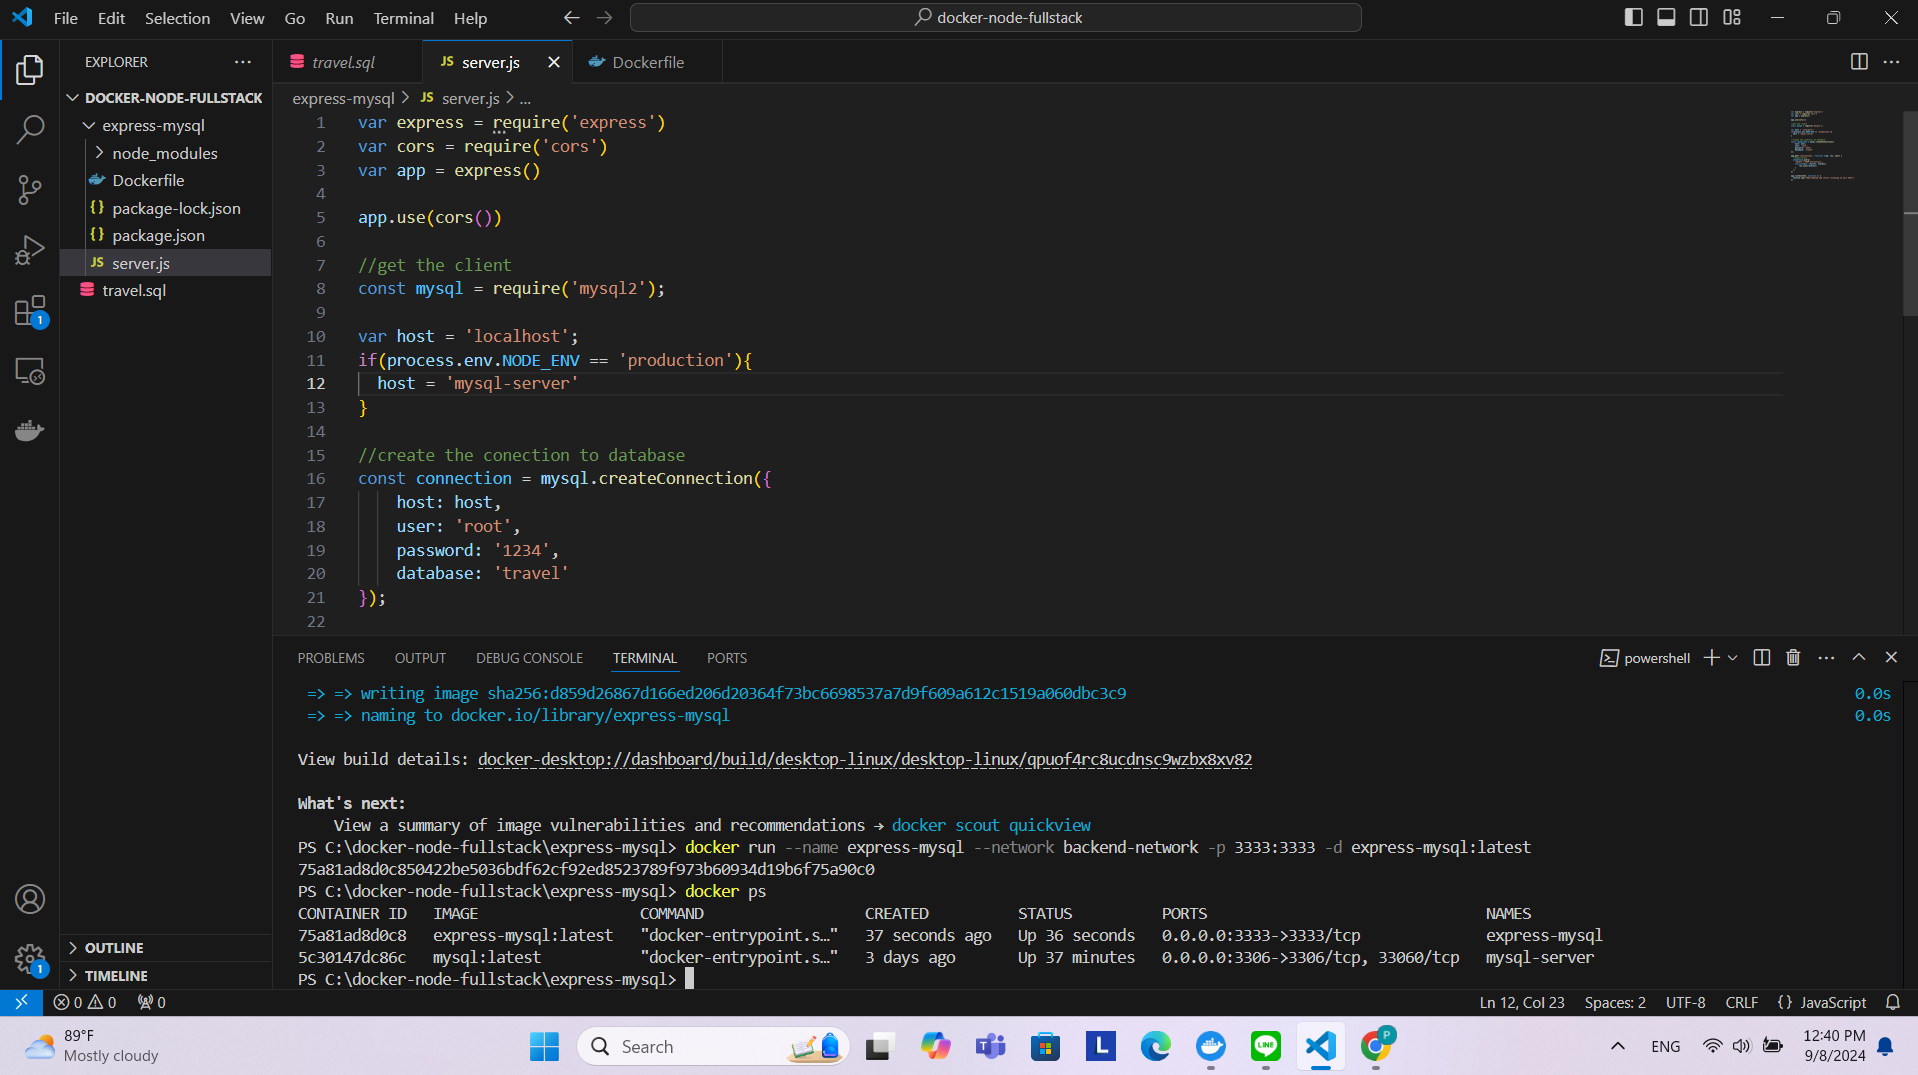 File Edit Selection View Go Run Terminal Help
docker-node-fullstack
EXPLORER
DOCKER-NODE-FULLSTACK
express-mysql
node_modules
Dockerfile
package-lock.json
package.json
server.js
travel.sql
OUTLINE
TIMELINE
1
1
travel.sql
JS server.js
Dockerfile
express-mysql > JS server.js > ...
1 var express = require('express')
2 var cors = require('cors')
3 var app = express()
4
5 app.use(cors())
6
7 //get the client
8 const mysql = require('mysql2');
9
10 var host = 'localhost';
11 if(process.env.NODE_ENV == 'production'){
12 host = 'mysql-server'
13 }
14
15 //create the conection to database
16 const connection = mysql.createConnection({
17 host: host,
18 user: 'root',
19 password: '1234',
20 database: 'travel'
21 });
22
PROBLEMS OUTPUT DEBUG CONSOLE TERMINAL PORTS
powershell
=> => writing image sha256:d859d26867d166ed206d20364f73bc6698537a7d9f609a612c1519a060dbc3c9 0.0s
=> => naming to docker.io/library/express-mysql 0.0s
View build details: docker-desktop://dashboard/build/desktop-linux/desktop-linux/qpuof4rc8ucdnsc9wzbx8xv82
What's next:
View a summary of image vulnerabilities and recommendations → docker scout quickview
PS C:\docker-node-fullstack\express-mysql> docker run --name express-mysql --network backend-network -p 3333:3333 -d express-mysql:latest
75a81ad8d0c850422be5036bdf62cf92ed8523789f973b60934d19b6f75a90c0
PS C:\docker-node-fullstack\express-mysql> docker ps
CONTAINER ID IMAGE COMMAND CREATED STATUS PORTS NAMES
75a81ad8d0c8 express-mysql:latest "docker-entrypoint.s…" 37 seconds ago Up 36 seconds 0.0.0.0:3333->3333/tcp express-mysql
5c30147dc86c mysql:latest "docker-entrypoint.s…" 3 days ago Up 37 minutes 0.0.0.0:3306->3306/tcp, 33060/tcp mysql-server
PS C:\docker-node-fullstack\express-mysql>
0 0 0
Ln 12, Col 23 Spaces: 2 UTF-8 CRLF {} JavaScript
89°F
Mostly cloudy
Search
ENG
12:40 PM
9/8/2024